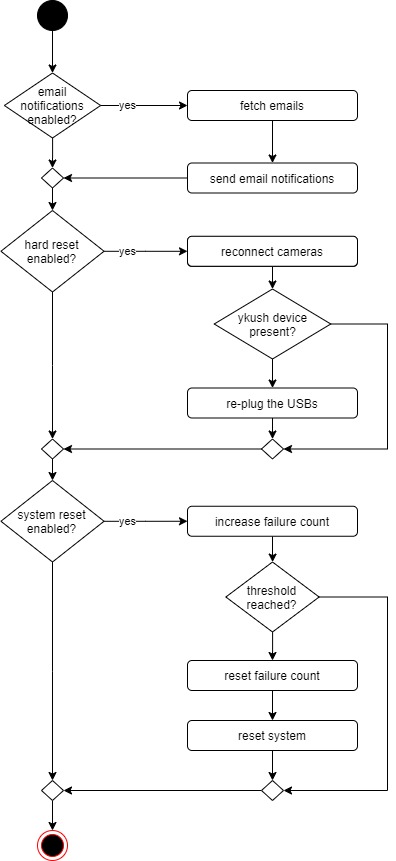 email
notifications
enabled?
yes
fetch emails
send email notifications
hard reset
enabled?
yes
reconnect cameras
ykush device
present?
re-plug the USBs
system reset
enabled?
yes
increase failure count
threshold
reached?
reset failure count
reset system